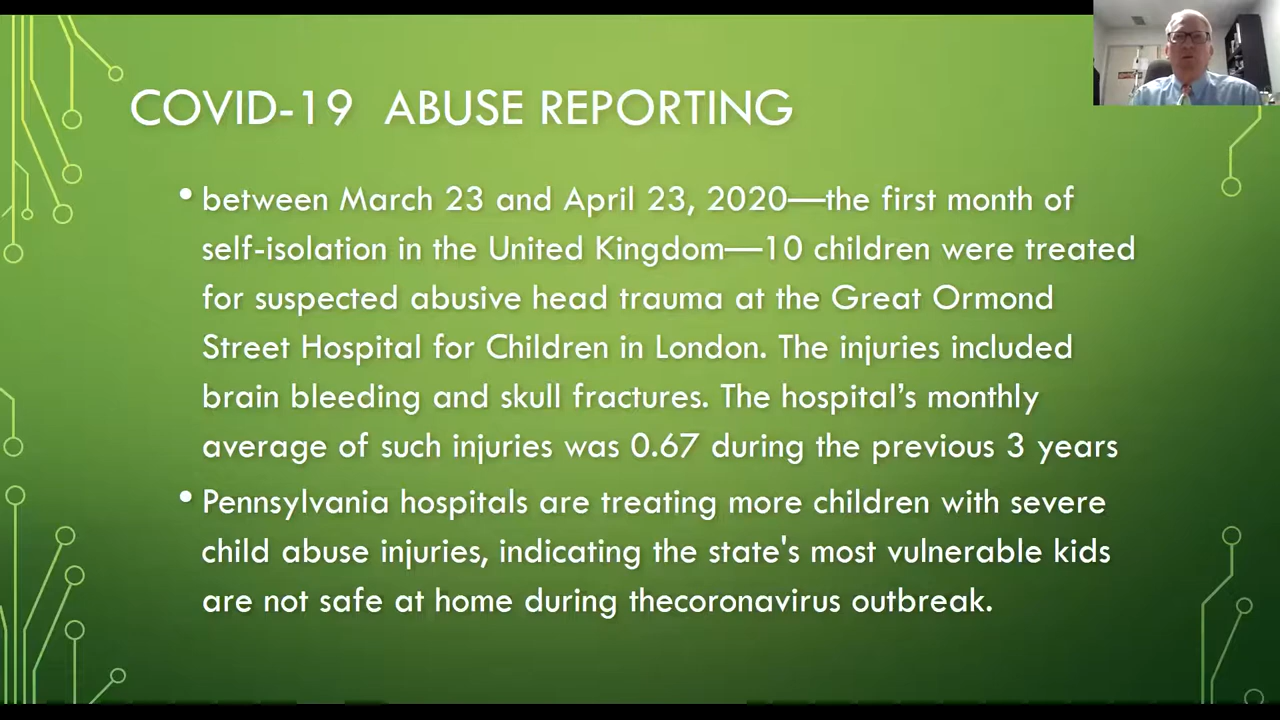 COVID-19 ABUSE REPORTING
• between March 23 and April 23, 2020—the first month of
self-isolation in the United Kingdom—10 children were treated
for suspected abusive head trauma at the Great Ormond
Street Hospital for Children in London. The injuries included
brain bleeding and skull fractures. The hospital’s monthly
average of such injuries was 0.67 during the previous 3 years
• Pennsylvania hospitals are treating more children with severe
child abuse injuries, indicating the state's most vulnerable kids
are not safe at home during thecoronavirus outbreak.